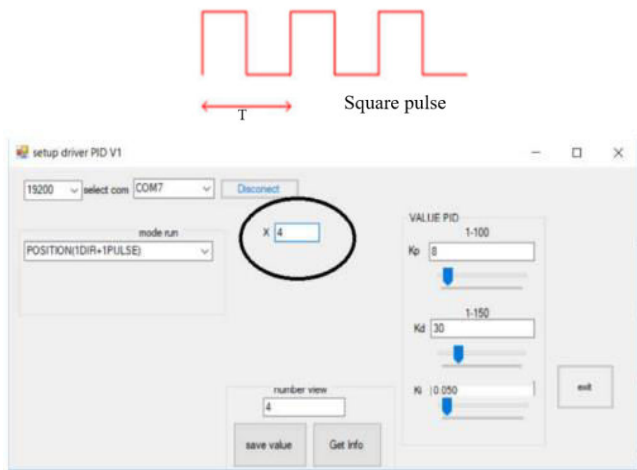 T
Square pulse
setup driver PID V1
19200 select com COM7 Disconect
mode run
POSITION(1DIR+1PULSE)
X 4
VALUE PID
1-100
Kp 8
1-150
Kd 30
Ki 0.050
exit
number view
4
save value Get Info